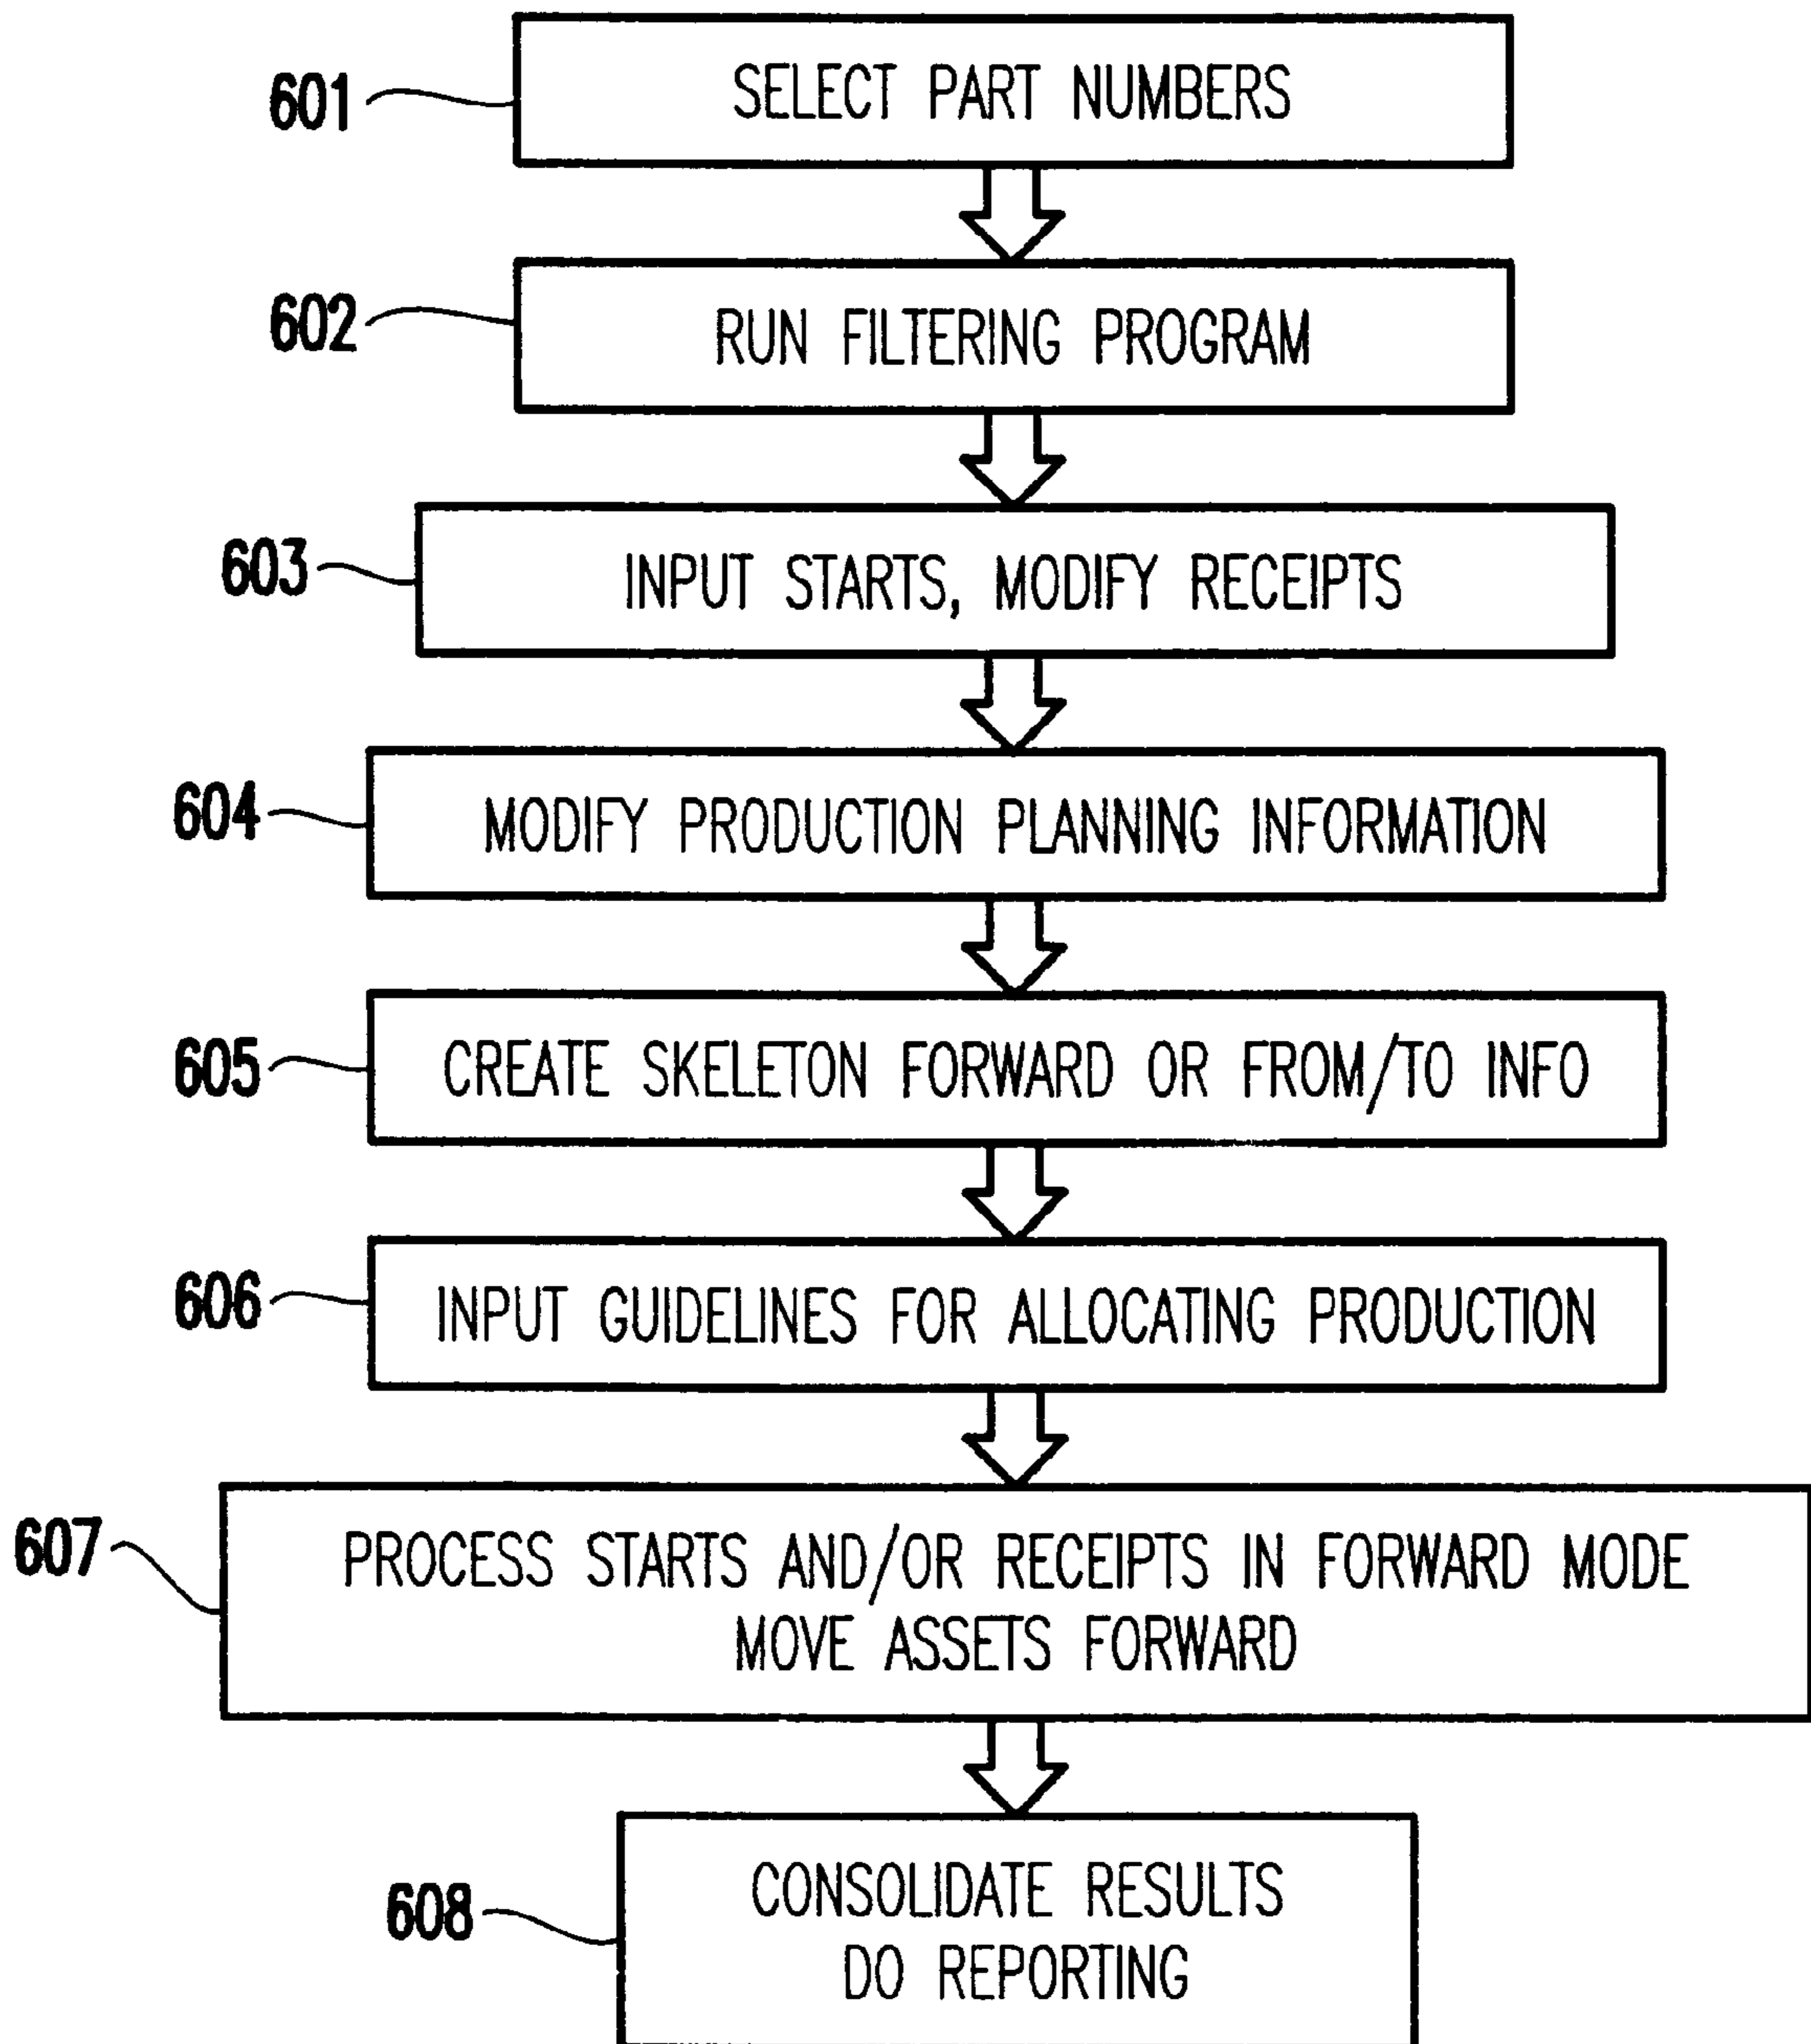 601
SELECT PART NUMBERS
602
RUN FILTERING PROGRAM
603
INPUT STARTS, MODIFY RECEIPTS
604
MODIFY PRODUCTION PLANNING INFORMATION
605
CREATE SKELETON FORWARD OR FROM/TO INFO
606
INPUT GUIDELINES FOR ALLOCATING PRODUCTION
607
PROCESS STARTS AND/OR RECEIPTS IN FORWARD MODE
MOVE ASSETS FORWARD
608
CONSOLIDATE RESULTS
DO REPORTING